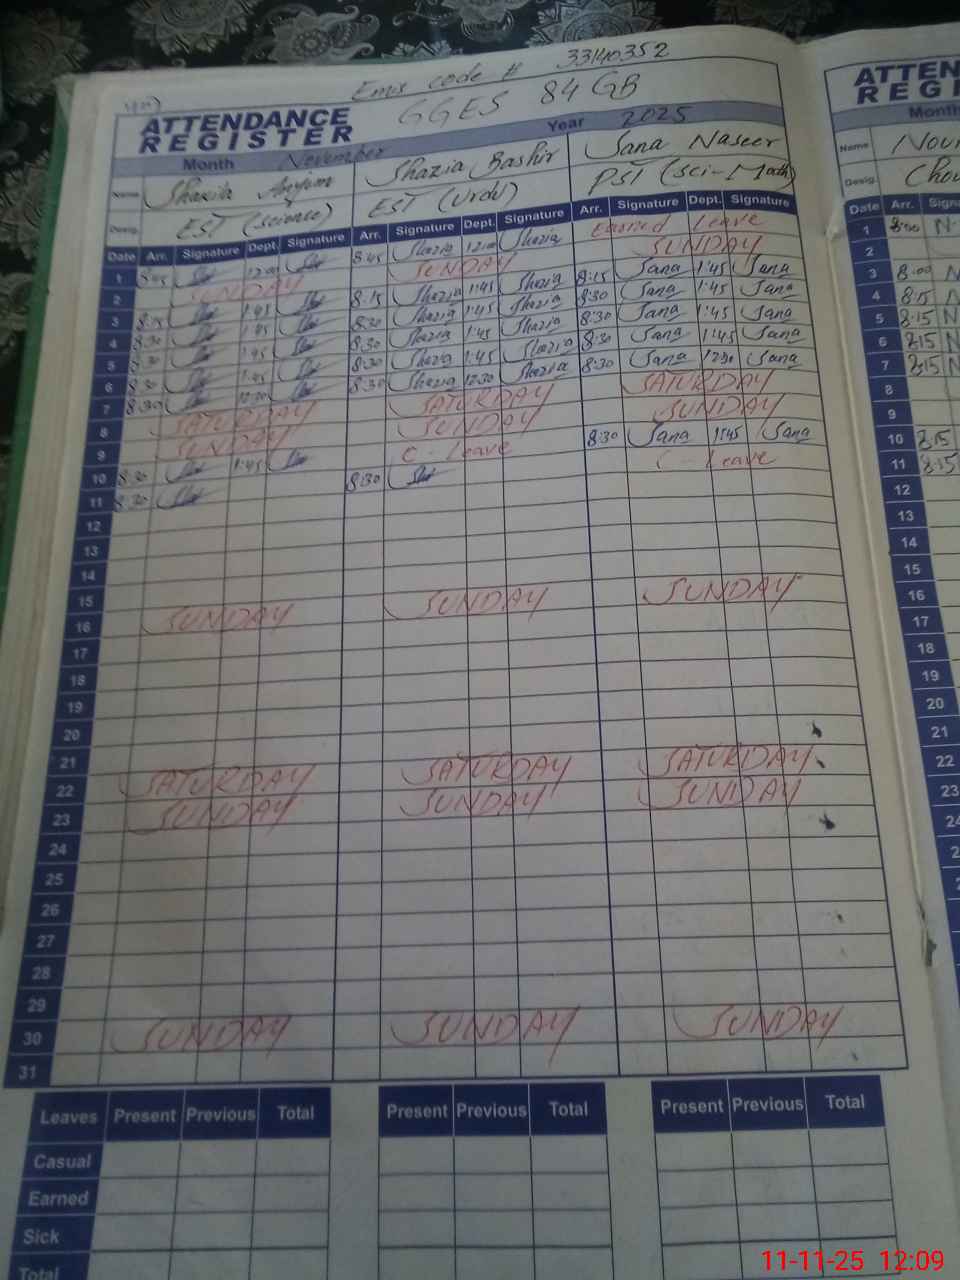 Emis code # 33140352
GGES 84 GB
ATTENDANCE REGISTER
Month November Year 2025
Name Shazia Anjum Shazia Bashir Sana Naseer
Desig. EST (Science) EST (Urdu) PST (Sci-Math)
Date Arr. Signature Dept. Signature Arr. Signature Dept. Signature Arr. Signature Dept. Signature
1 8:45 12:00 8:45 Shazia 12:00 Shazia Earned Leave
2 SUNDAY SUNDAY SUNDAY
3 8:15 1:45 8:15 Shazia 1:45 Shazia 8:15 Sana 1:45 Sana
4 8:30 1:45 8:30 Shazia 1:45 Shazia 8:30 Sana 1:45 Sana
5 8:30 1:45 8:30 Shazia 1:45 Shazia 8:30 Sana 1:45 Sana
6 8:30 1:45 8:30 Shazia 1:45 Shazia 8:30 Sana 1:45 Sana
7 8:30 12:30 8:30 Shazia 12:30 Shazia 8:30 Sana 12:30 Sana
8 SATURDAY SATURDAY SATURDAY
9 SUNDAY SUNDAY SUNDAY
10 8:30 1:45 C - Leave 8:30 Sana 1:45 Sana
11 8:30 8:30 C - Leave
12
13
14
15
16 SUNDAY SUNDAY SUNDAY
17
18
19
20
21
22 SATURDAY SATURDAY SATURDAY
23 SUNDAY SUNDAY SUNDAY
24
25
26
27
28
29
30 SUNDAY SUNDAY SUNDAY
31
Leaves Present Previous Total Present Previous Total Present Previous Total
Casual
Earned
Sick
Total
Name
Desig.
Date Arr.
1 8:00
2
3 8:00
4 8:15
5 8:15
6 8:15
7 8:15
8
9
10 8:15
11 8:15
12
13
14
15
16
17
18
19
20
21
22
23
11-11-25 12:09